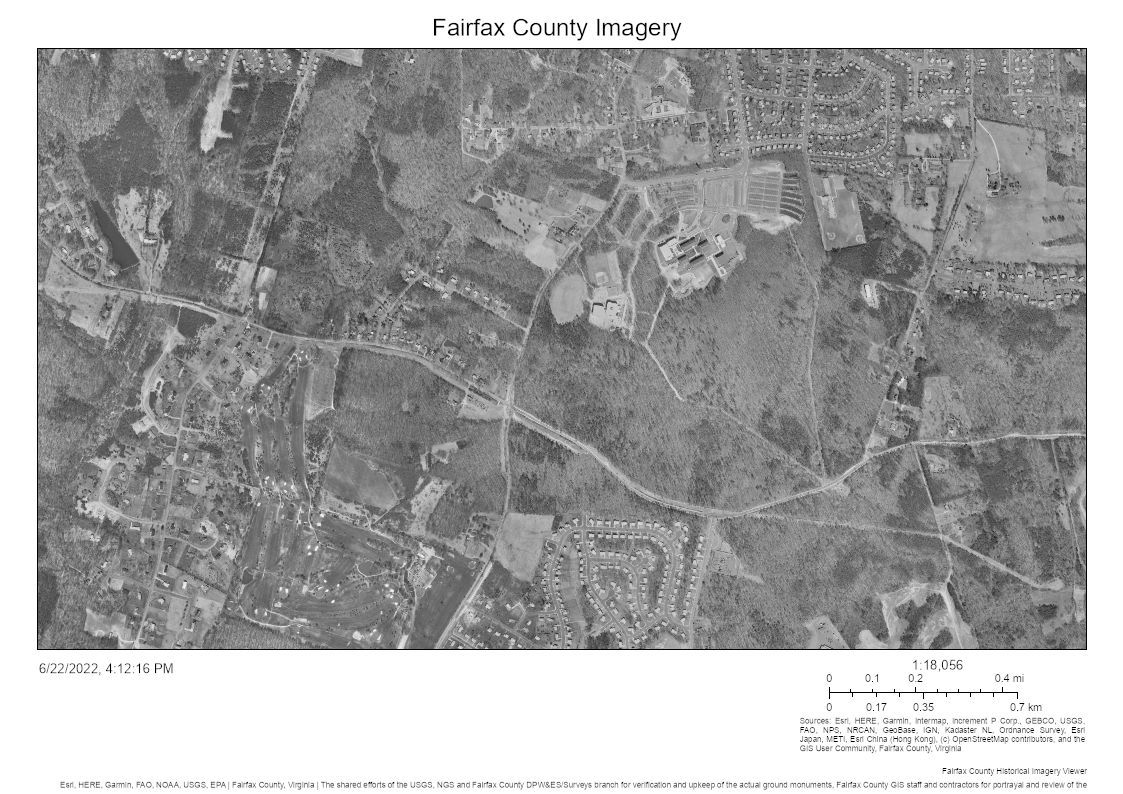 Fairfax County Imagery
6/22/2022, 4:12:16 PM
1:18,056
0 0.1 0.2 0.4 mi
0 0.17 0.35 0.7 km
Sources: Esri, HERE, Garmin, Intermap, increment P Corp., GEBCO, USGS,
FAO, NPS, NRCAN, GeoBase, IGN, Kadaster NL, Ordnance Survey, Esri
Japan, METI, Esri China (Hong Kong), (c) OpenStreetMap contributors, and the
GIS User Community, Fairfax County, Virginia
Fairfax County Historical Imagery Viewer
Esri, HERE, Garmin, FAO, NOAA, USGS, EPA | Fairfax County, Virginia | The shared efforts of the USGS, NGS and Fairfax County DPW&ES/Surveys branch for verification and upkeep of the actual ground monuments, Fairfax County GIS staff and contractors for portrayal and review of the